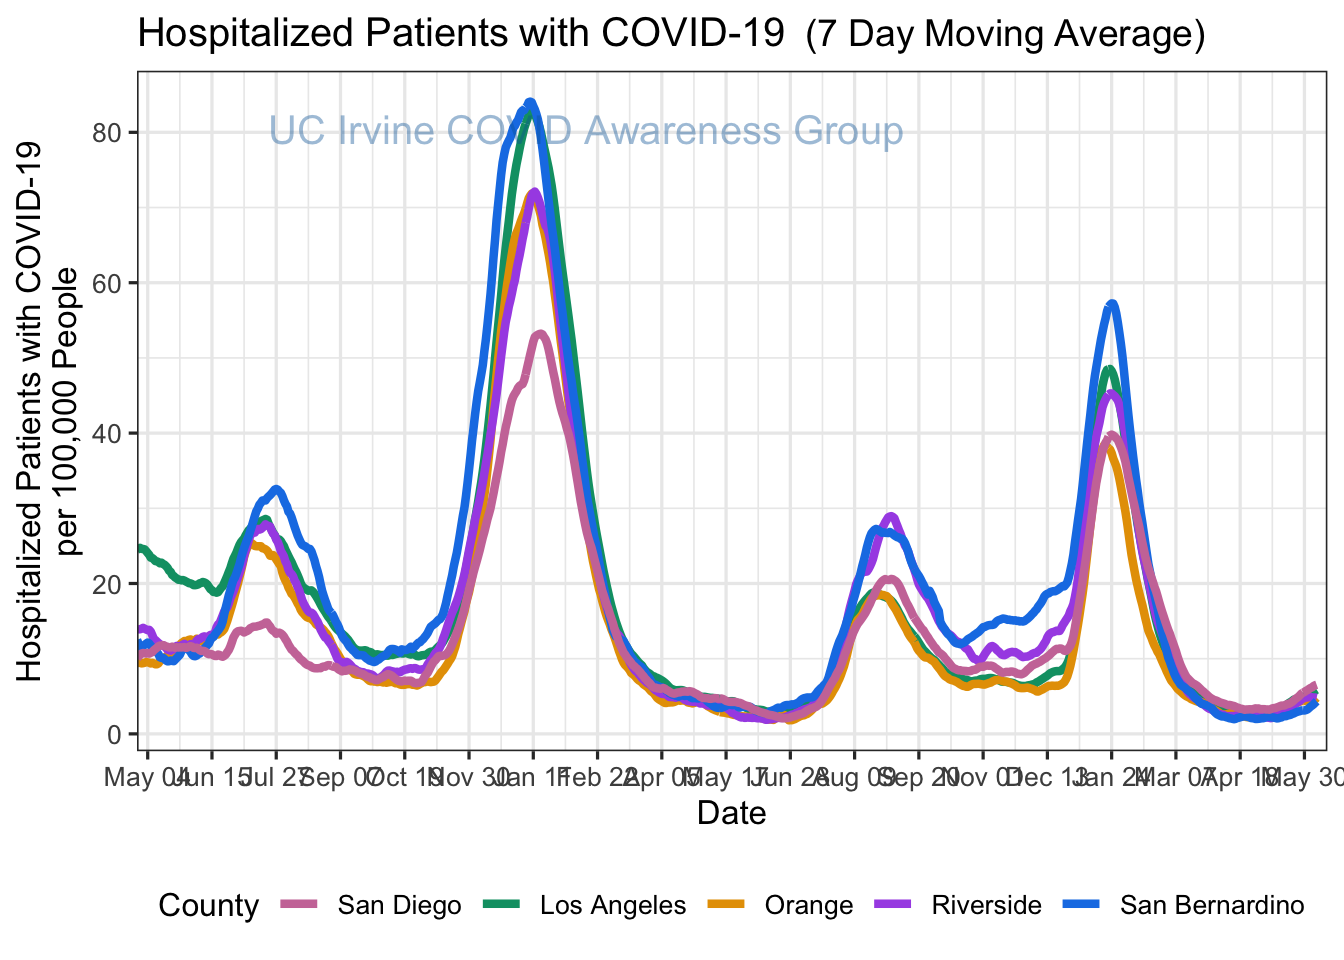 Hospitalized Patients with COVID-19 (7 Day Moving Average)
UC Irvine COVID Awareness Group
Hospitalized Patients with COVID-19
per 100,000 People
80
60
40
20
0
May 04 Jun 15 Jul 27 Sep 07 Oct 19 Nov 30 Jan 11 Feb 22 Apr 05 May 17 Jun 28 Aug 09 Sep 20 Nov 01 Dec 13 Jan 24 Mar 07 Apr 18 May 30
Date
County San Diego Los Angeles Orange Riverside San Bernardino